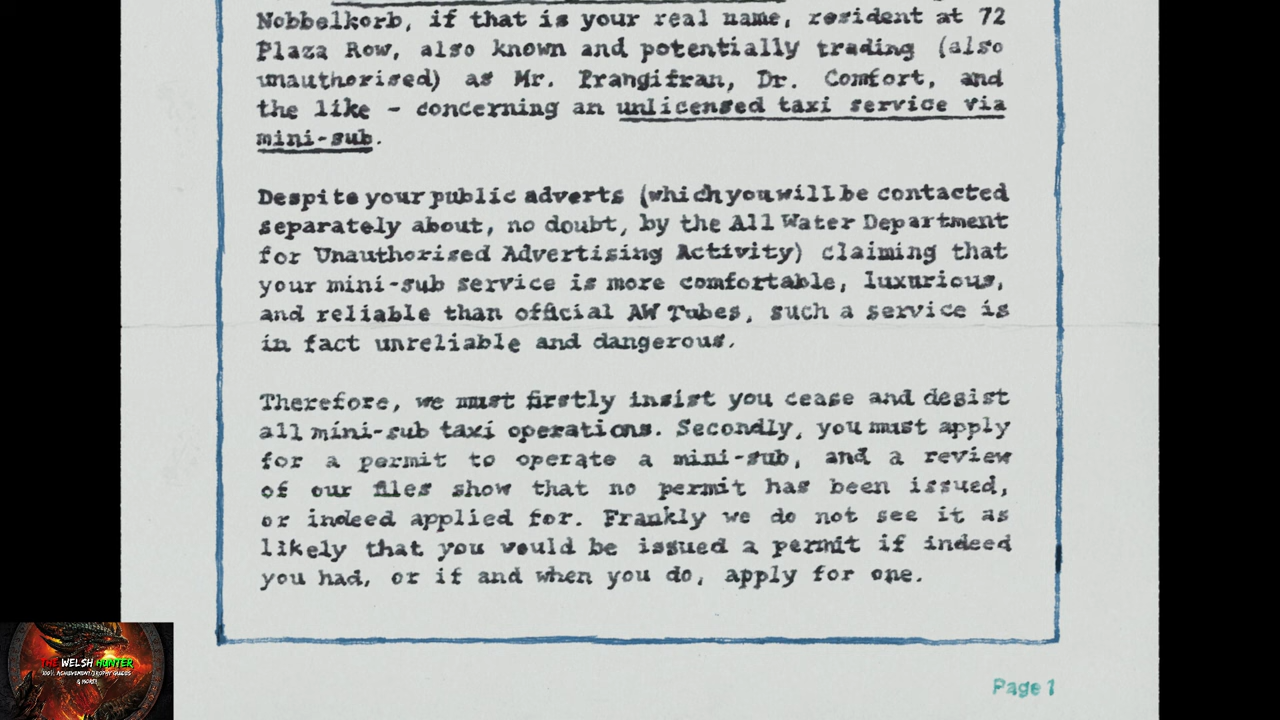 Nobbelkorb, if that is your real name, resident at 72
Plaza Row, also known and potentially trading (also
unauthorised) as Mr. Prangifran, Dr. Comfort, and
the like - concerning an unlicensed taxi service via
mini-sub.
Despite your public adverts (which you will be contacted
separately about, no doubt, by the All Water Department
for Unauthorised Advertising Activity) claiming that
your mini-sub service is more comfortable, luxurious,
and reliable than official AW Tubes, such a service is
in fact unreliable and dangerous.
Therefore, we must firstly insist you cease and desist
all mini-sub taxi operations. Secondly, you must apply
for a permit to operate a mini-sub, and a review
of our files show that no permit has been issued,
or indeed applied for. Frankly we do not see it as
likely that you would be issued a permit if indeed
you had, or if and when you do, apply for one.
Page 1
THE WELSH HUNTER
100% ACHIEVEMENT/TROPHY GUIDES
& MORE!